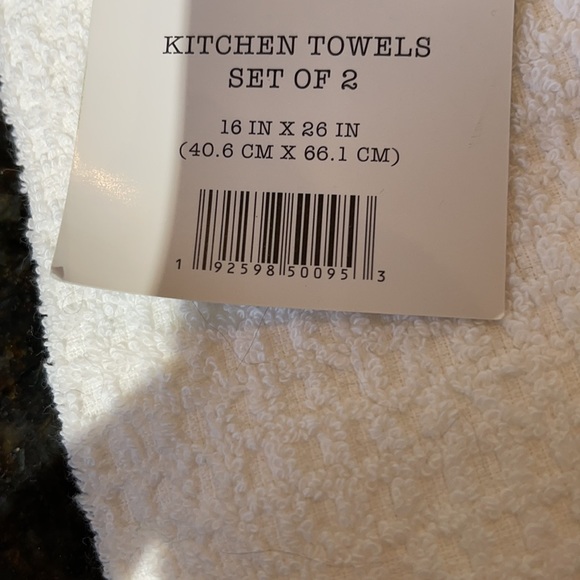 KITCHEN TOWELS
SET OF 2
16 IN X 26 IN
(40.6 CM X 66.1 CM)
1 92598 50095 3